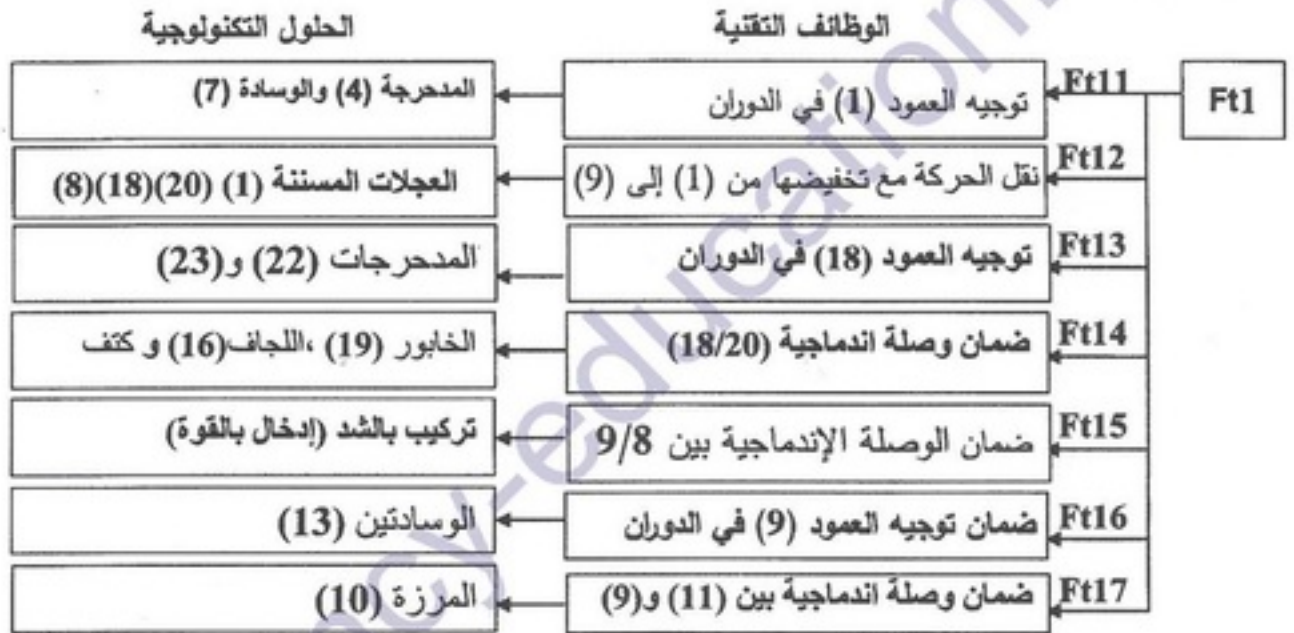 الوظائف التقنية
الحلول التكنولوجية
Ft1
Ft11
توجيه العمود (1) في الدوران
المدحرجة (4) والوسادة (7)
Ft12
نقل الحركة مع تخفيضها من (1) إلى (9)
العجلات المسننة (1) (20)(18)(8)
Ft13
توجيه العمود (18) في الدوران
المدحرجات (22) و(23)
Ft14
ضمان وصلة اندماجية (18/20)
الخابور (19) ،اللجاف(16) و كتف
Ft15
ضمان الوصلة الإندماجية بين 9/8
تركيب بالشد (إدخال بالقوة)
Ft16
ضمان توجيه العمود (9) في الدوران
الوسادتين (13)
Ft17
ضمان وصلة اندماجية بين (11) و(9)
المرزة (10)
ncy-education